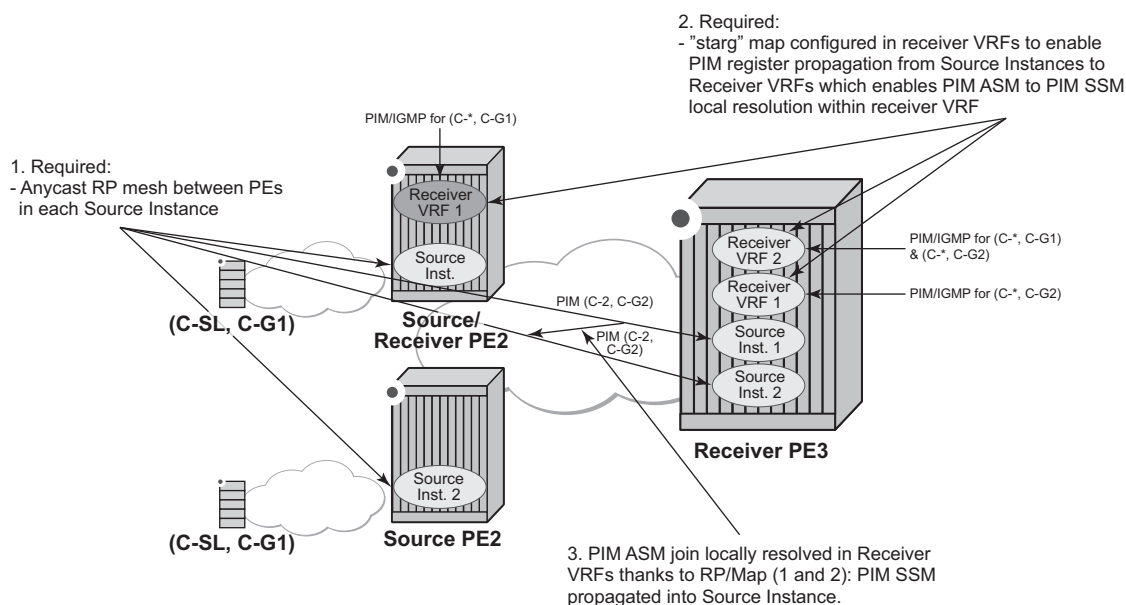 2. Required:
- ”starg” map configured in receiver VRFs to enable
PIM register propagation from Source Instances to
Receiver VRFs which enables PIM ASM to PIM SSM
local resolution within receiver VRF
PIM/IGMP for (C-*, C-G1)
1. Required:
- Anycast RP mesh between PEs
in each Source Instance
Receiver
VRF 1
Source
Inst.
(C-SL, C-G1)
Source/
Receiver PE2
Receiver
VRF 2
PIM/IGMP for (C-*, C-G1)
& (C-*, C-G2)
Receiver
VRF 1
PIM/IGMP for (C-*, C-G2)
PIM (C-2, C-G2)
PIM (C-2,
C-G2)
Source
Inst. 1
Source
Inst. 2
Receiver PE3
Source
Inst. 2
(C-SL, C-G1)
Source PE2
3. PIM ASM join locally resolved in Receiver
VRFs thanks to RP/Map (1 and 2): PIM SSM
propagated into Source Instance.